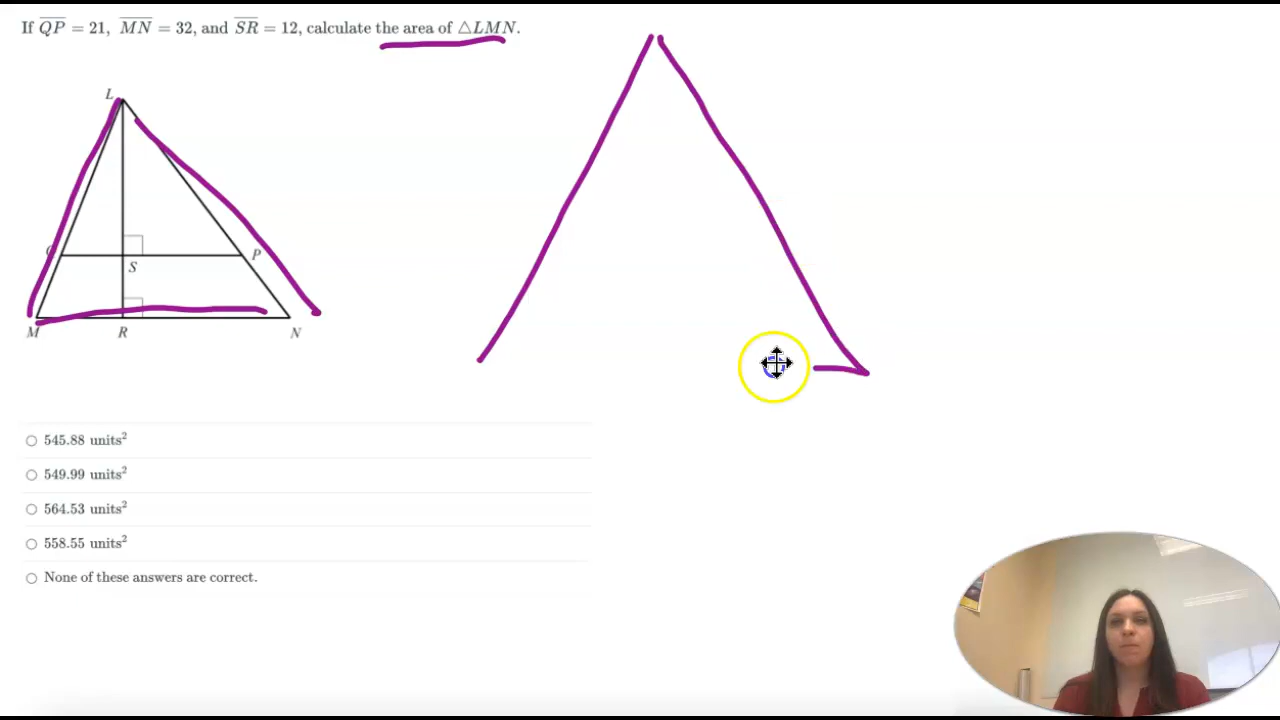 If QP = 21, MN = 32, and SR = 12, calculate the area of △LMN.
L
P
S
M
R
N
545.88 units²
549.99 units²
564.53 units²
558.55 units²
None of these answers are correct.